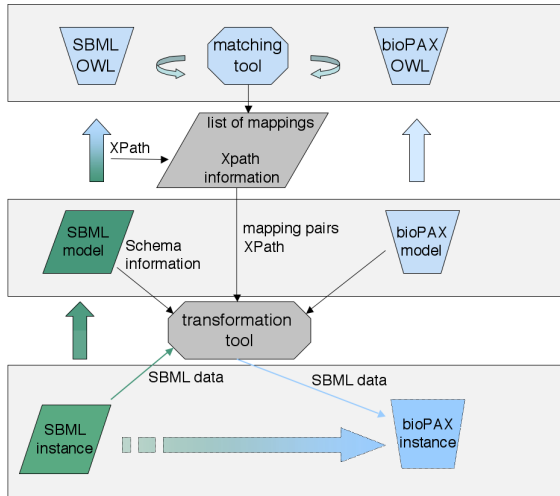 SBML
OWL
matching
tool
bioPAX
OWL
XPath
list of mappings
Xpath
information
SBML
model
Schema
information
mapping pairs
XPath
bioPAX
model
transformation
tool
SBML data
SBML data
SBML
instance
bioPAX
instance